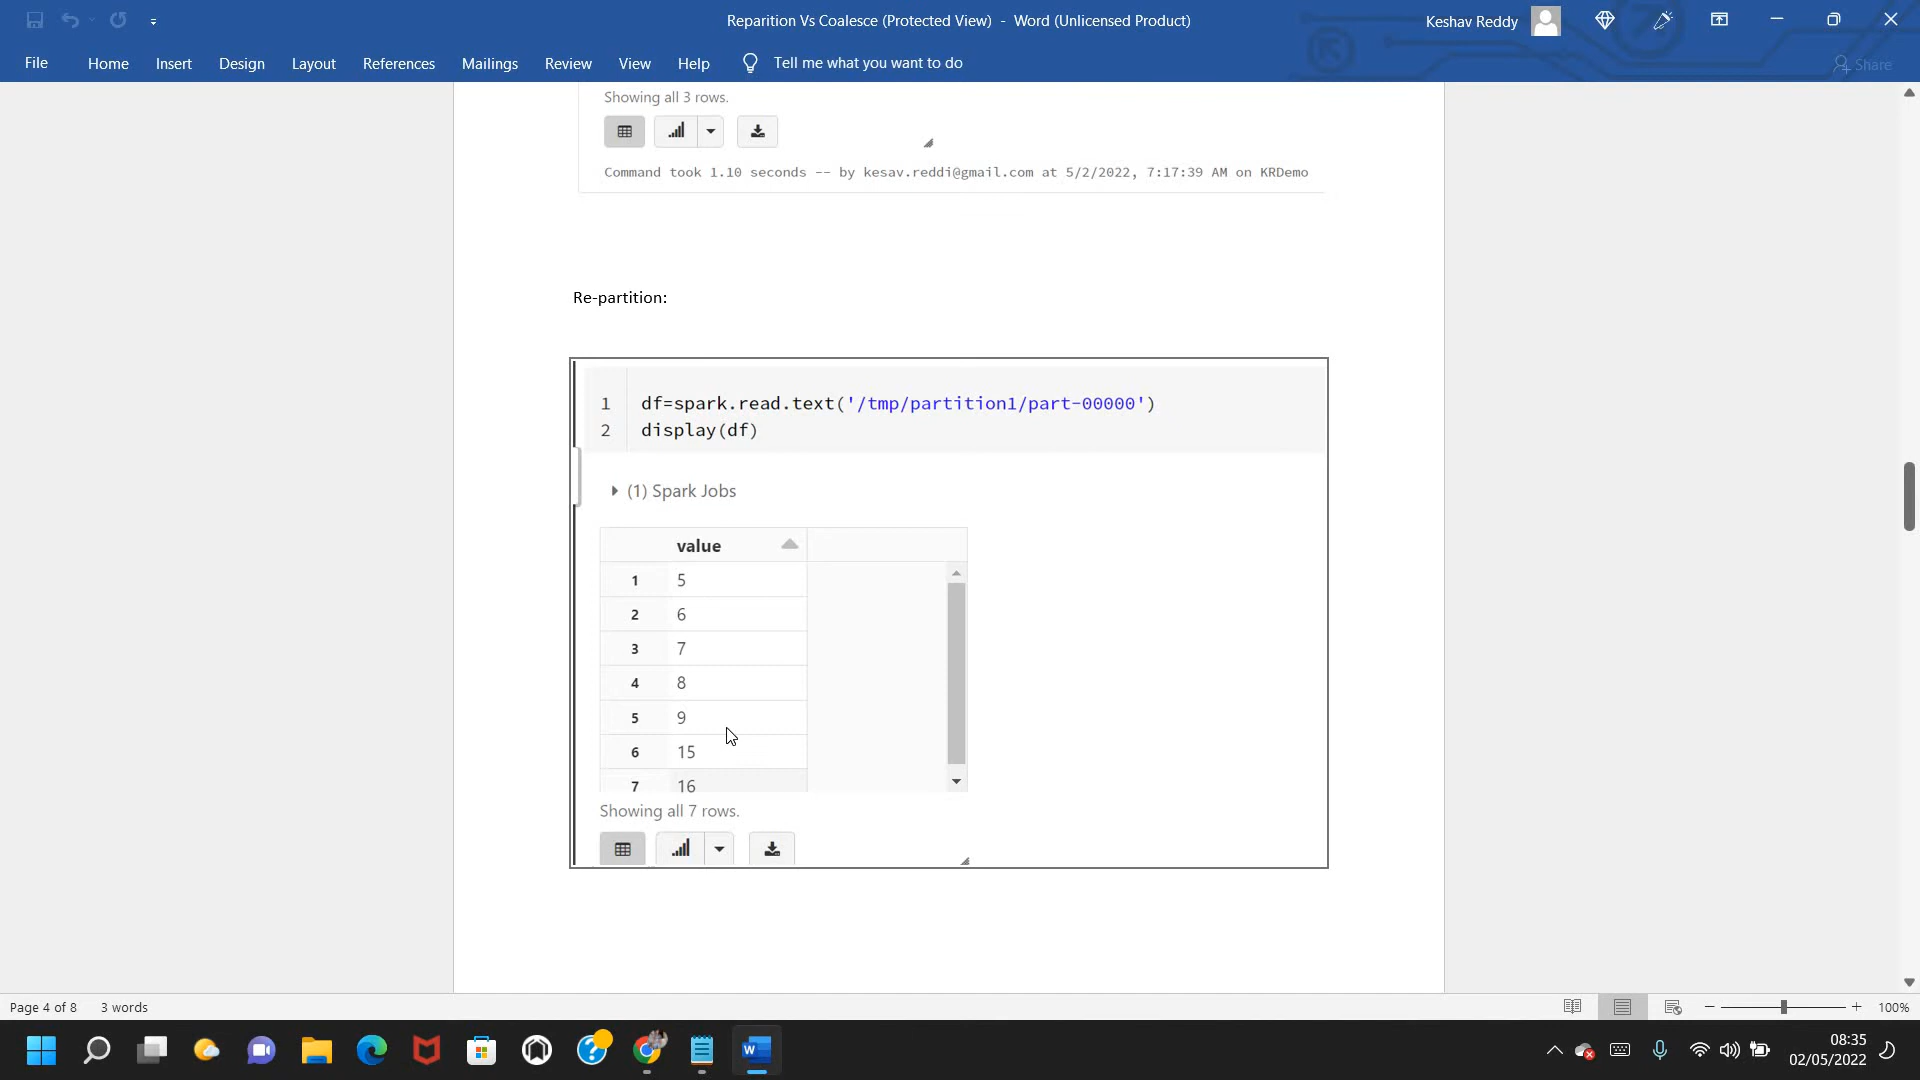 Reparition Vs Coalesce (Protected View) - Word (Unlicensed Product)
Keshav Reddy
File Home Insert Design Layout References Mailings Review View Help Tell me what you want to do
Share
Showing all 3 rows.
Command took 1.10 seconds -- by kesav.reddi@gmail.com at 5/2/2022, 7:17:39 AM on KRDemo
Re-partition:
1 df=spark.read.text('/tmp/partition1/part-00000')
2 display(df)
(1) Spark Jobs
value
1 5
2 6
3 7
4 8
5 9
6 15
7 16
Showing all 7 rows.
Page 4 of 8 3 words
100%
08:35
02/05/2022